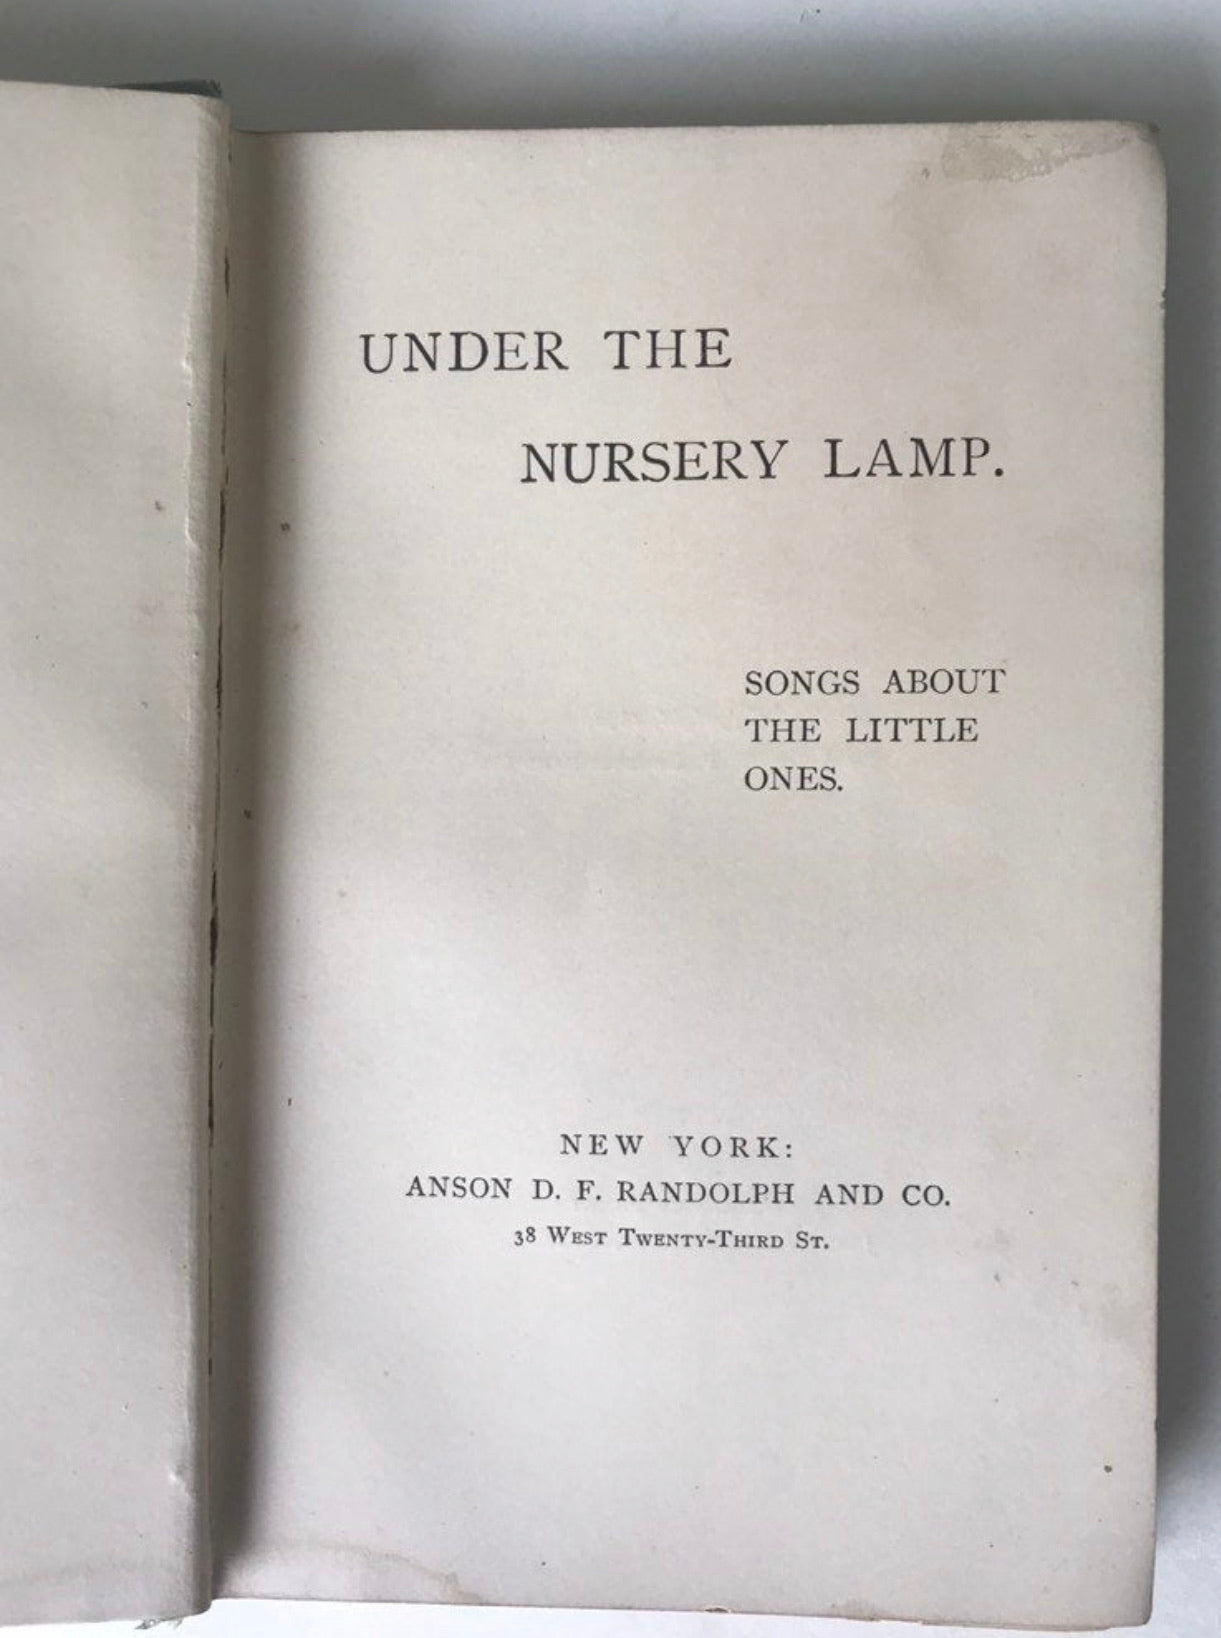 UNDER THE
NURSERY LAMP.
SONGS ABOUT
THE LITTLE
ONES.
NEW YORK:
ANSON D. F. RANDOLPH AND CO.
38 WEST TWENTY-THIRD ST.